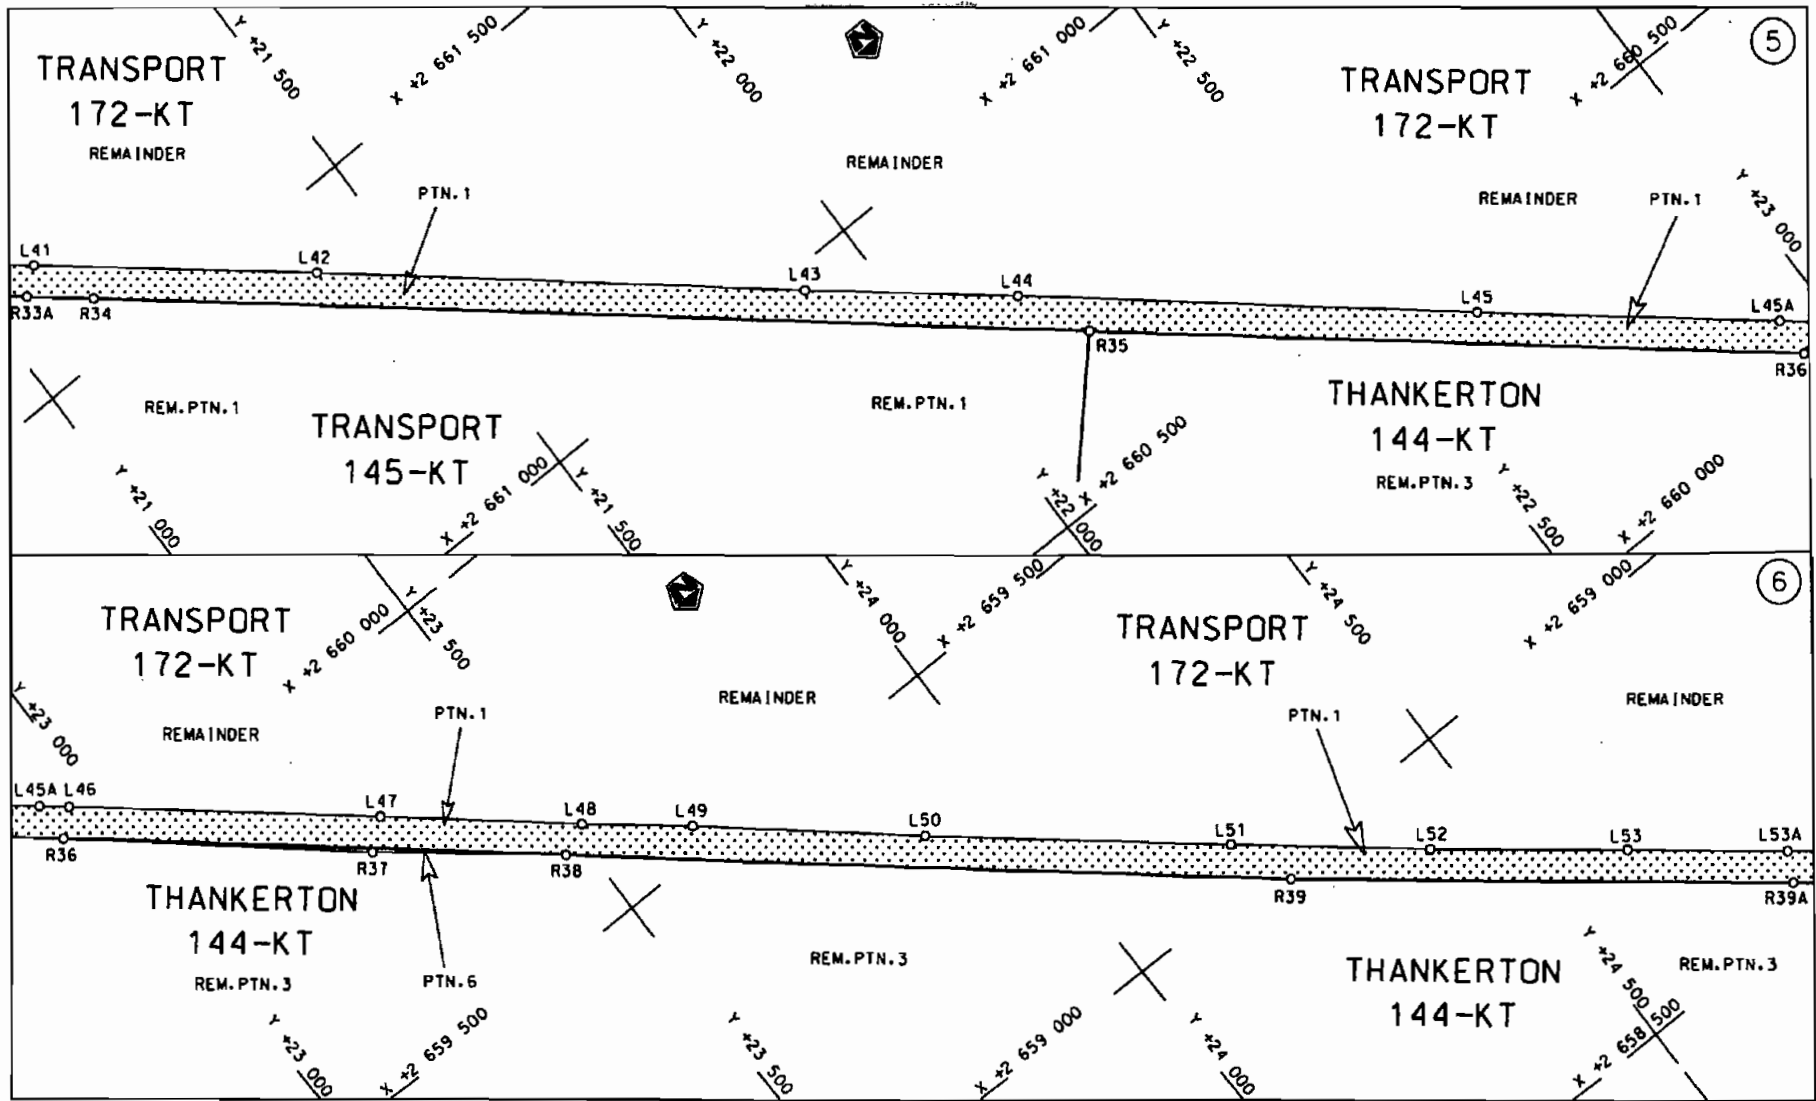 Y +21 500
X +2 661 500
Y +22 000
X +2 661 000
Y +22 500
X +2 660 500
5
TRANSPORT
172-KT
REMAINDER
TRANSPORT
172-KT
REMAINDER
REMAINDER
PTN.1
PTN.1
Y +23 000
L41
L42
L43
L44
L45
L45A
R33A
R34
R35
R36
REM.PTN.1
TRANSPORT
145-KT
REM.PTN.1
THANKERTON
144-KT
REM.PTN.3
Y +21 000
X +2 661 000
Y +21 500
Y +22 000
X +2 660 500
Y +22 500
X +2 660 000
TRANSPORT
172-KT
REMAINDER
X +2 660 000
Y +23 500
Y +24 000
X +2 659 500
TRANSPORT
172-KT
Y +24 500
X +2 659 000
6
Y +23 000
REMAINDER
REMAINDER
PTN.1
PTN.1
L45A
L46
L47
L48
L49
L50
L51
L52
L53
L53A
R36
R37
R38
R39
R39A
THANKERTON
144-KT
REM.PTN.3
PTN.6
REM.PTN.3
THANKERTON
144-KT
REM.PTN.3
Y +23 000
X +2 659 500
Y +23 500
X +2 659 000
Y +24 000
Y +24 500
X +2 658 500